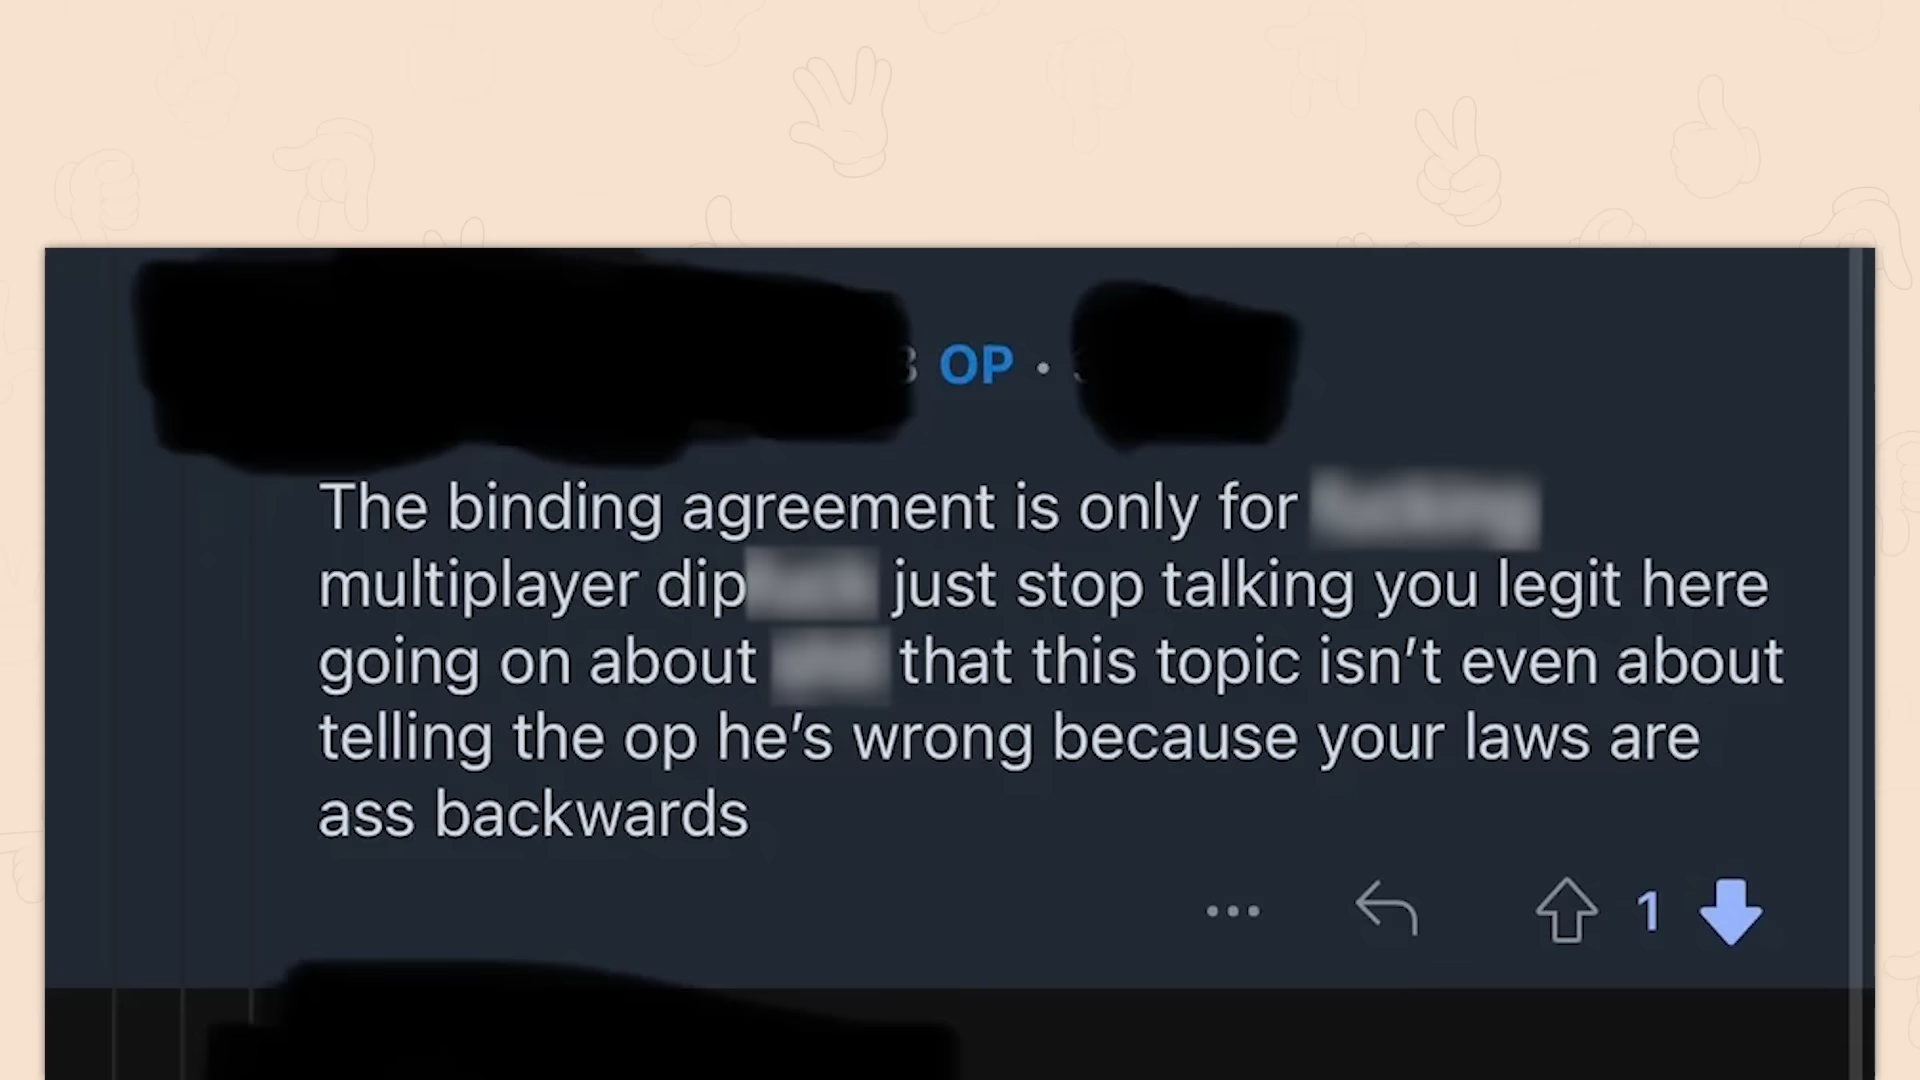 OP •
The binding agreement is only for
multiplayer dip just stop talking you legit here
going on about that this topic isn’t even about
telling the op he’s wrong because your laws are
ass backwards
1